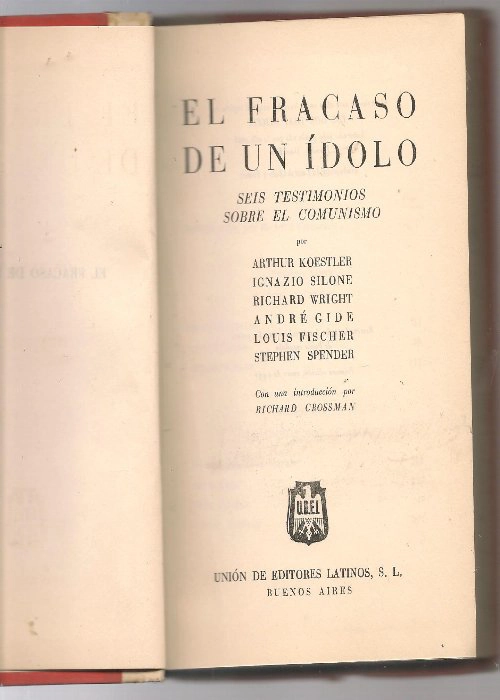 EL FRACASO
DE UN ÍDOLO
SEIS TESTIMONIOS
SOBRE EL COMUNISMO
por
ARTHUR KOESTLER
IGNAZIO SILONE
RICHARD WRIGHT
ANDRÉ GIDE
LOUIS FISCHER
STEPHEN SPENDER
Con una introducción por
RICHARD CROSSMAN
UNIÓN DE EDITORES LATINOS, S. L.
BUENOS AIRES